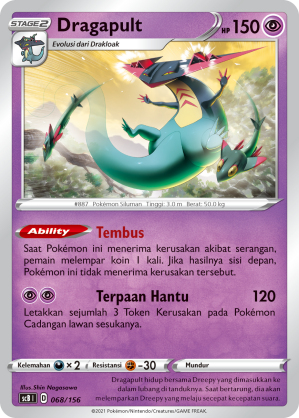 STAGE2
Dragapult
HP 150
Evolusi dari Drakloak
#887 Pokémon Siluman Tinggi: 3.0 m Berat: 50.0 kg
Ability Tembus
Saat Pokémon ini menerima kerusakan akibat serangan,
pemain melempar koin 1 kali. Jika hasilnya sisi depan,
Pokémon ini tidak menerima kerusakan tersebut.
Terpaan Hantu 120
Letakkan sejumlah 3 Token Kerusakan pada Pokémon
Cadangan lawan sesukanya.
Kelemahan ×2 Resistansi -30 Mundur
Illus. Shin Nagasawa
sc3 I D 068/156
Dragapult hidup bersama Dreepy yang dimasukkan ke
dalam lubang di tanduknya. Saat bertarung, Dragapult akan
meluncurkan Dreepy yang melesat secepat kecepatan suara.
©2021 Pokémon/Nintendo/Creatures/GAME FREAK